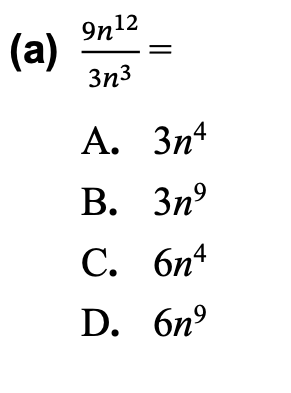 (a) 9n¹²/3n³ =
A. 3n⁴
B. 3n⁹
C. 6n⁴
D. 6n⁹